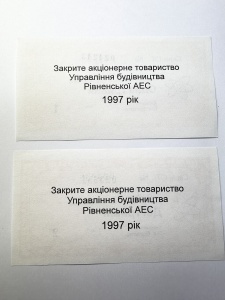 Закрите акціонерне товариство
Управління будівництва
Рівненської АЕС
1997 рік
Закрите акціонерне товариство
Управління будівництва
Рівненської АЕС
1997 рік